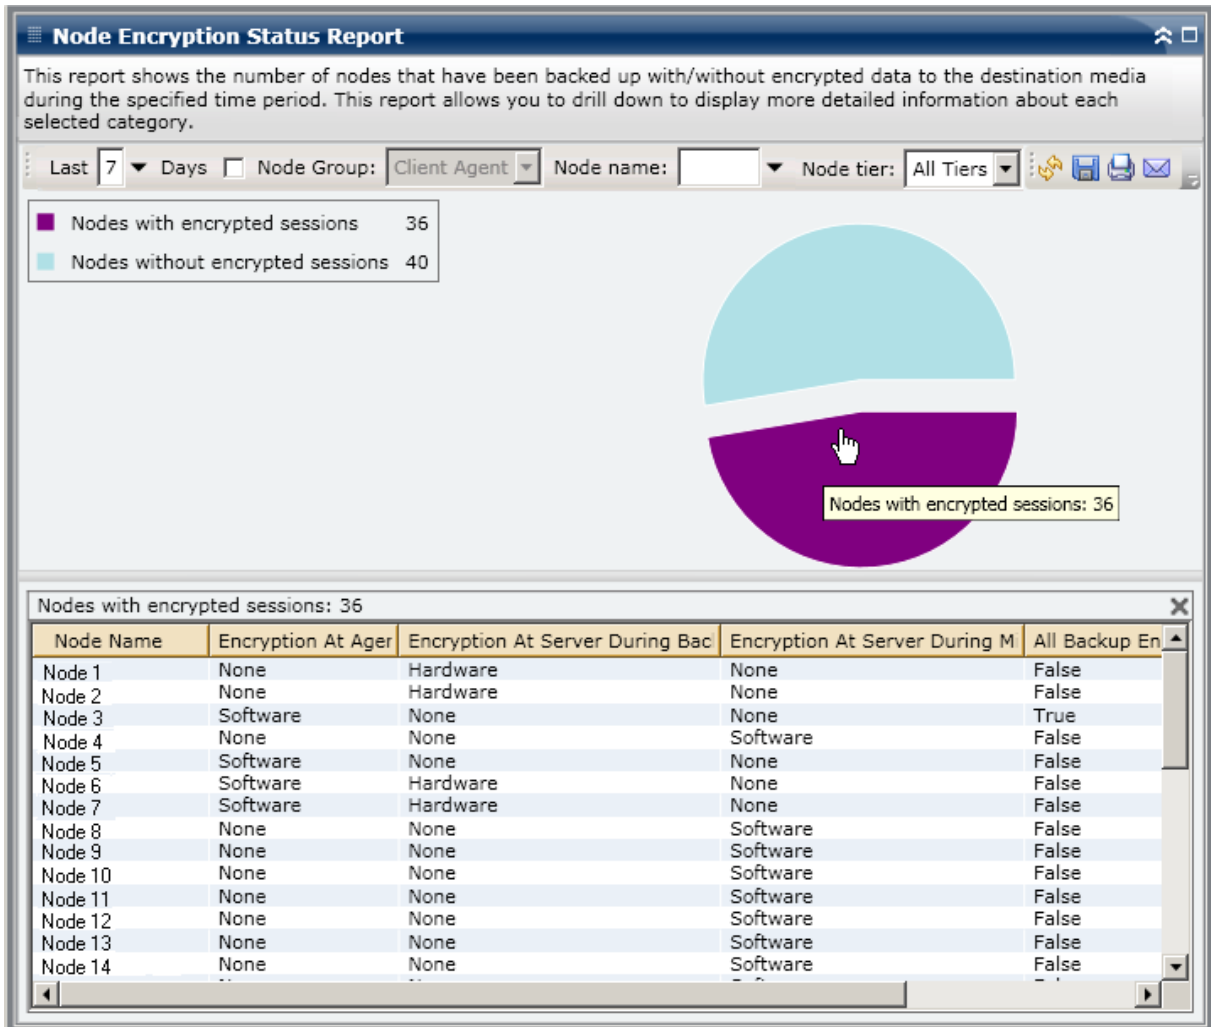 Node Encryption Status Report
This report shows the number of nodes that have been backed up with/without encrypted data to the destination media
during the specified time period. This report allows you to drill down to display more detailed information about each
selected category.
Last 7 Days Node Group: Client Agent Node name: Node tier: All Tiers
Nodes with encrypted sessions 36
Nodes without encrypted sessions 40
Nodes with encrypted sessions: 36
Nodes with encrypted sessions: 36
Node Name Encryption At Agen Encryption At Server During Bac Encryption At Server During Mi All Backup En
Node 1 None Hardware None False
Node 2 None Hardware None False
Node 3 Software None None True
Node 4 None None Software False
Node 5 Software None None False
Node 6 Software Hardware None False
Node 7 Software Hardware None False
Node 8 None None Software False
Node 9 None None Software False
Node 10 None None Software False
Node 11 None None Software False
Node 12 None None Software False
Node 13 None None Software False
Node 14 None None Software False